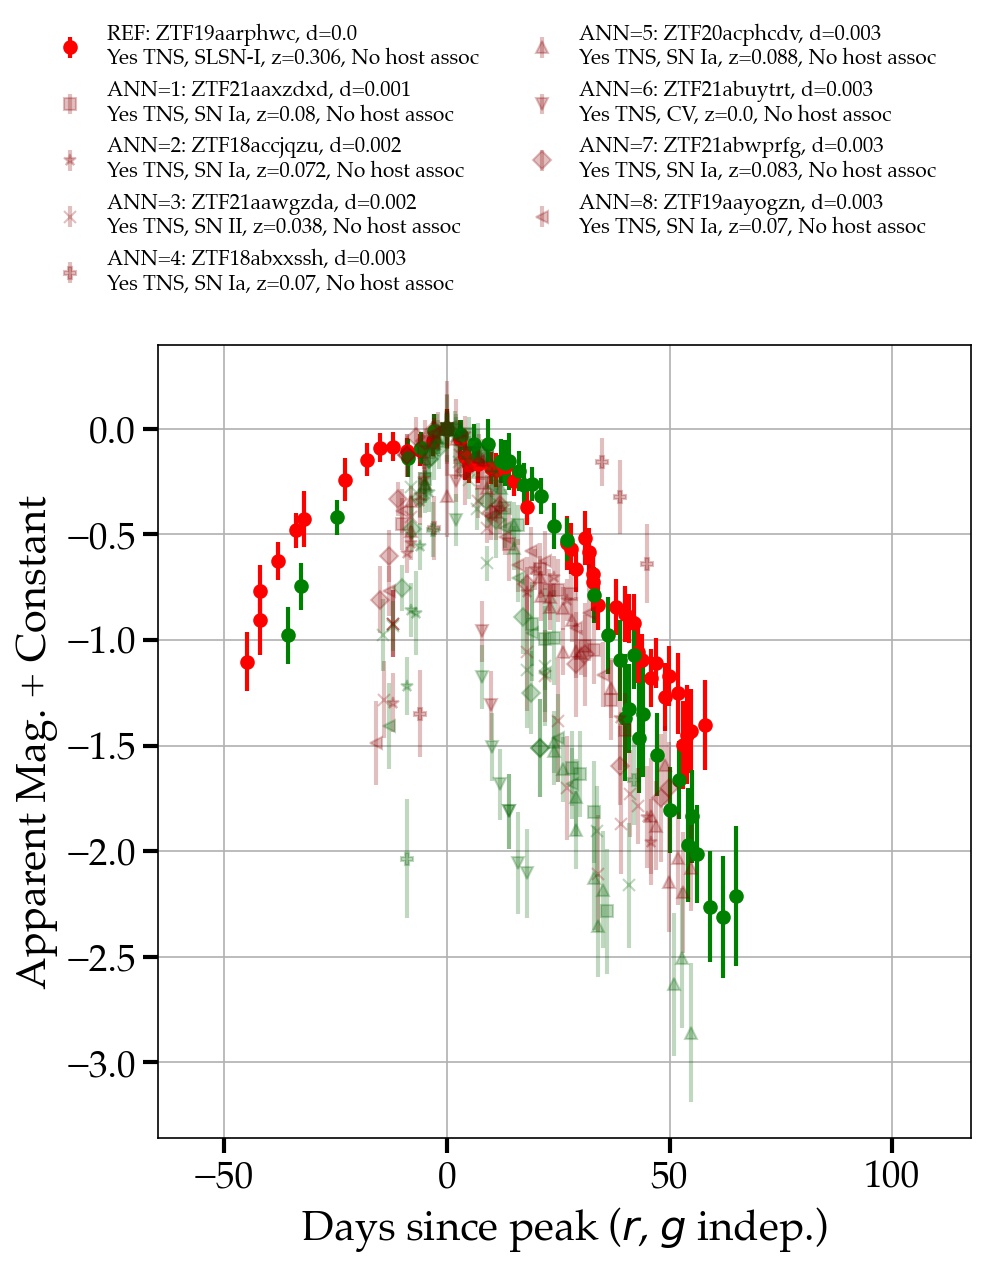 REF: ZTF19aarphwc, d=0.0
Yes TNS, SLSN-I, z=0.306, No host assoc
ANN=1: ZTF21aaxzdxd, d=0.001
Yes TNS, SN Ia, z=0.08, No host assoc
ANN=2: ZTF18accjqzu, d=0.002
Yes TNS, SN Ia, z=0.072, No host assoc
ANN=3: ZTF21aawgzda, d=0.002
Yes TNS, SN II, z=0.038, No host assoc
ANN=4: ZTF18abxxssh, d=0.003
Yes TNS, SN Ia, z=0.07, No host assoc
ANN=5: ZTF20acphcdv, d=0.003
Yes TNS, SN Ia, z=0.088, No host assoc
ANN=6: ZTF21abuytrt, d=0.003
Yes TNS, CV, z=0.0, No host assoc
ANN=7: ZTF21abwprfg, d=0.003
Yes TNS, SN Ia, z=0.083, No host assoc
ANN=8: ZTF19aayogzn, d=0.003
Yes TNS, SN Ia, z=0.07, No host assoc
Apparent Mag. + Constant
0.0
−0.5
−1.0
−1.5
−2.0
−2.5
−3.0
−50
0
50
100
Days since peak (r, g indep.)